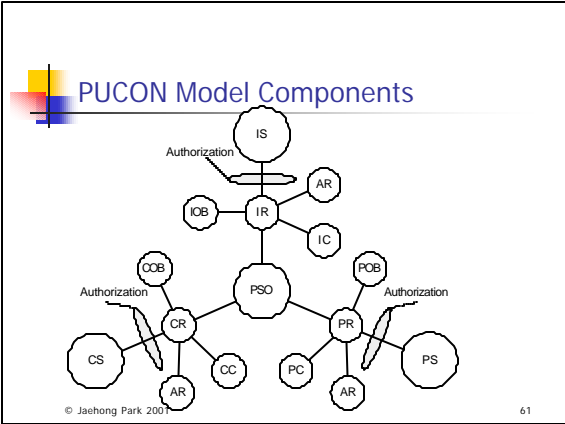 PUCON Model Components
IS
Authorization
AR
IOB
IR
IC
COB
POB
PSO
Authorization
Authorization
CR
PR
CS
CC
PC
PS
AR
AR
© Jaehong Park 2001
61